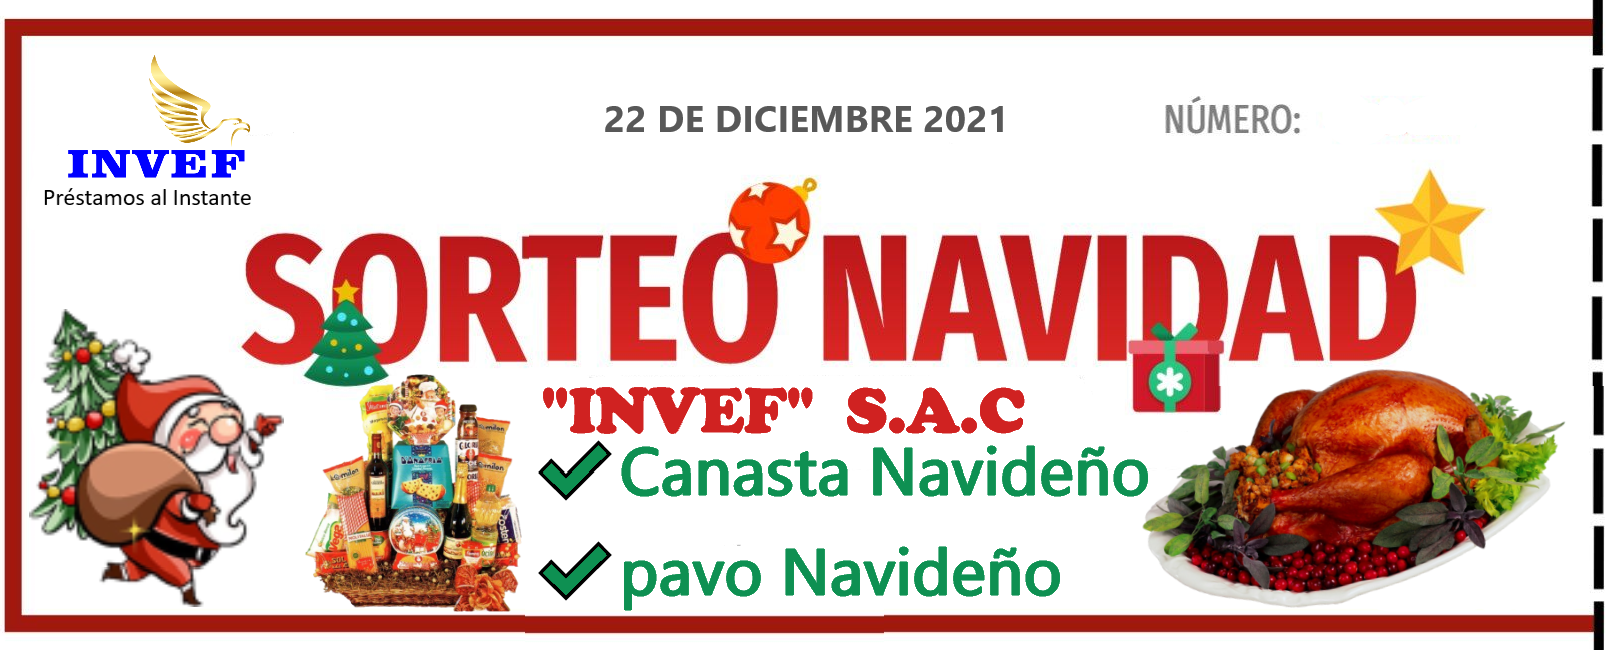 22 DE DICIEMBRE 2021
NÚMERO:
INVEF
Préstamos al Instante
SORTEO NAVIDAD
"INVEF" S.A.C
Canasta Navideño
pavo Navideño